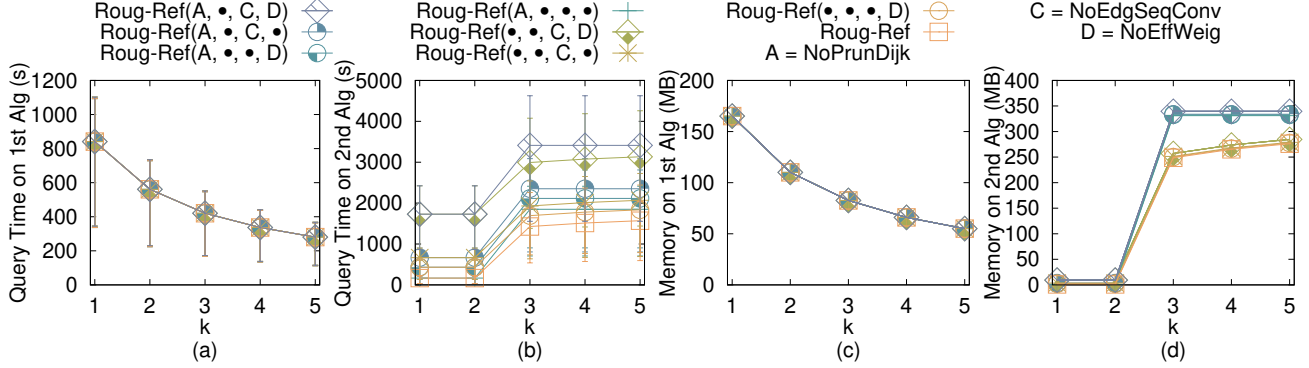 Roug-Ref(A, •, C, D)
Roug-Ref(A, •, C, •)
Roug-Ref(A, •, •, D)
Roug-Ref(A, •, •, •)
Roug-Ref(•, •, C, D)
Roug-Ref(•, •, C, •)
Roug-Ref(•, •, •, D)
Roug-Ref
A = NoPrunDijk
C = NoEdgSeqConv
D = NoEffWeig
Query Time on 1st Alg (s)
1200
1000
800
600
400
200
0
1 2 3 4 5
k
(a)
Query Time on 2nd Alg (s)
5000
4000
3000
2000
1000
0
1 2 3 4 5
k
(b)
Memory on 1st Alg (MB)
200
150
100
50
0
1 2 3 4 5
k
(c)
Memory on 2nd Alg (MB)
400
350
300
250
200
150
100
50
0
1 2 3 4 5
k
(d)